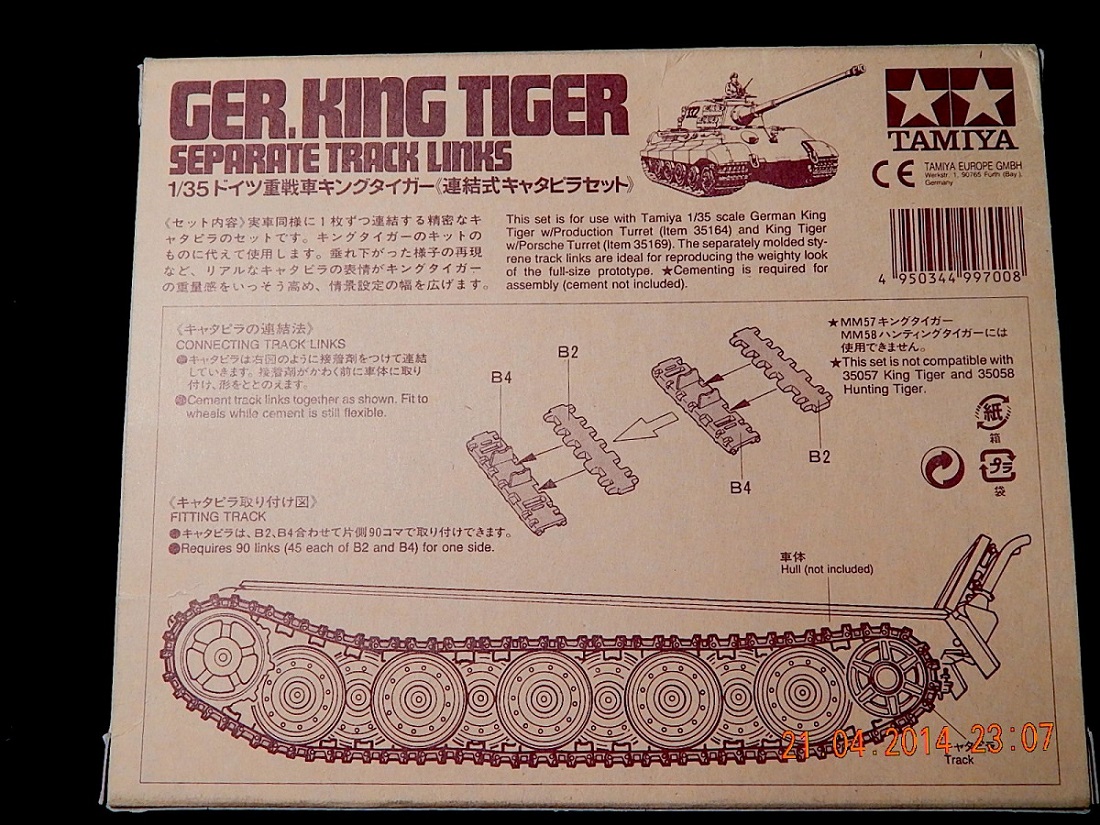 GER. KING TIGER
SEPARATE TRACK LINKS
1/35ドイツ重戦車キングタイガー《連結式キャタピラセット》
TAMIYA
CE
TAMIYA EUROPE GMBH
Werkstr. 1, 90765 Fürth (Bay.),
Germany
《セット内容》実車同様に1枚ずつ連結する精密なキ
ャタピラのセットです。キングタイガーのキットの
ものに代えて使用します。垂れ下がった様子の再現
など、リアルなキャタピラの表情がキングタイガー
の重量感をいっそう高め、情景設定の幅を広げます。
This set is for use with Tamiya 1/35 scale German King
Tiger w/Production Turret (Item 35164) and King Tiger
w/Porsche Turret (Item 35169). The separately molded sty-
rene track links are ideal for reproducing the weighty look
of the full-size prototype. ★Cementing is required for
assembly (cement not included).
4 950344 997008
《キャタピラの連結法》
CONNECTING TRACK LINKS
●キャタピラは右図のように接着剤をつけて連結
していきます。接着剤がかわく前に車体に取り
付け、形をととのえます。
●Cement track links together as shown. Fit to
wheels while cement is still flexible.
B2
B4
B2
B4
★MM57キングタイガー
MM58ハンティングタイガーには
使用できません。
★This set is not compatible with
35057 King Tiger and 35058
Hunting Tiger.
紙
箱
プラ
袋
《キャタピラ取り付け図》
FITTING TRACK
●キャタピラは、B2、B4合わせて片側90コマで取り付けできます。
●Requires 90 links (45 each of B2 and B4) for one side.
車体
Hull (not included)
キャタピラ
Track
21 04 2014 23:07